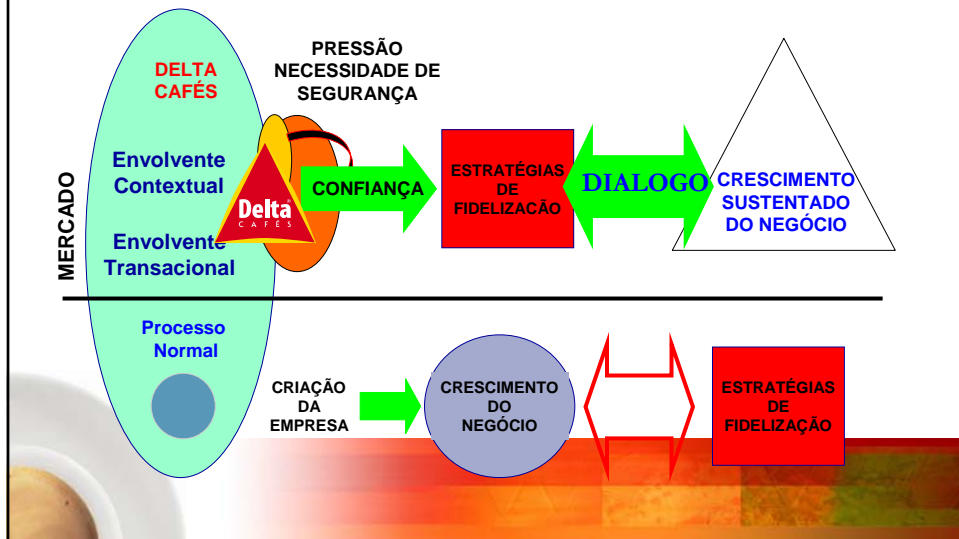 MERCADO
DELTA
CAFÉS
Envolvente
Contextual
Envolvente
Transacional
PRESSÃO
NECESSIDADE DE
SEGURANÇA
Delta
CAFÉS
CONFIANÇA
ESTRATÉGIAS
DE
FIDELIZACÃO
DIALOGO
CRESCIMENTO
SUSTENTADO
DO NEGÓCIO
Processo
Normal
CRIAÇÃO
DA
EMPRESA
CRESCIMENTO
DO
NEGÓCIO
ESTRATÉGIAS
DE
FIDELIZAÇÃO